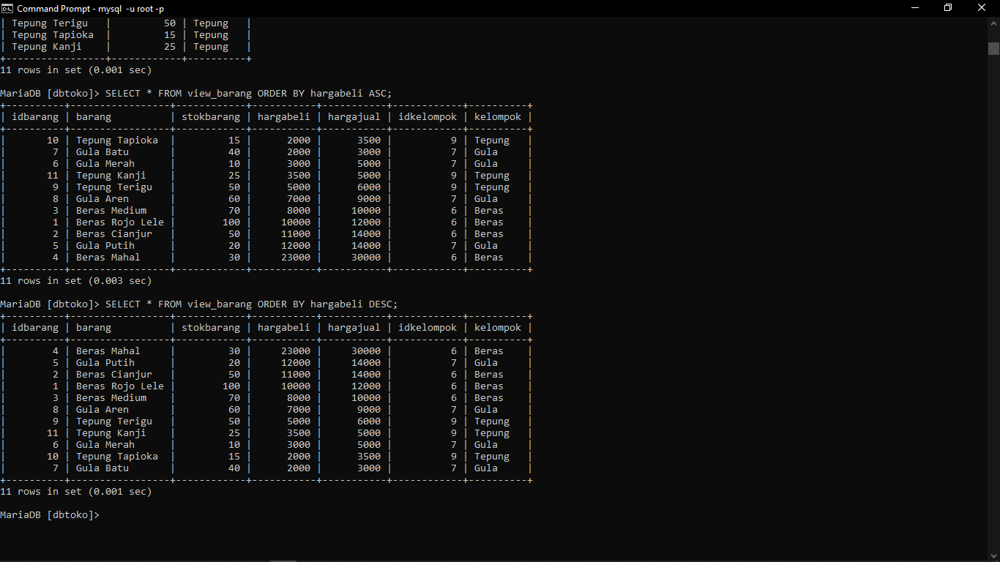 Command Prompt - mysql -u root -p
| Tepung Terigu   |         50 | Tepung   |
| Tepung Tapioka  |         15 | Tepung   |
| Tepung Kanji    |         25 | Tepung   |
+-----------------+------------+----------+
11 rows in set (0.001 sec)
MariaDB [dbtoko]> SELECT * FROM view_barang ORDER BY hargabeli ASC;
+----------+-----------------+------------+-----------+-----------+------------+----------+
| idbarang | barang          | stokbarang | hargabeli | hargajual | idkelompok | kelompok |
+----------+-----------------+------------+-----------+-----------+------------+----------+
|       10 | Tepung Tapioka  |         15 |      2000 |      3500 |          9 | Tepung   |
|        7 | Gula Batu       |         40 |      2000 |      3000 |          7 | Gula     |
|        6 | Gula Merah      |         10 |      3000 |      5000 |          7 | Gula     |
|       11 | Tepung Kanji    |         25 |      3500 |      5000 |          9 | Tepung   |
|        9 | Tepung Terigu   |         50 |      5000 |      6000 |          9 | Tepung   |
|        8 | Gula Aren       |         60 |      7000 |      9000 |          7 | Gula     |
|        3 | Beras Medium    |         70 |      8000 |     10000 |          6 | Beras    |
|        1 | Beras Rojo Lele |        100 |     10000 |     12000 |          6 | Beras    |
|        2 | Beras Cianjur   |         50 |     11000 |     14000 |          6 | Beras    |
|        5 | Gula Putih      |         20 |     12000 |     14000 |          7 | Gula     |
|        4 | Beras Mahal     |         30 |     23000 |     30000 |          6 | Beras    |
+----------+-----------------+------------+-----------+-----------+------------+----------+
11 rows in set (0.003 sec)
MariaDB [dbtoko]> SELECT * FROM view_barang ORDER BY hargabeli DESC;
+----------+-----------------+------------+-----------+-----------+------------+----------+
| idbarang | barang          | stokbarang | hargabeli | hargajual | idkelompok | kelompok |
+----------+-----------------+------------+-----------+-----------+------------+----------+
|        4 | Beras Mahal     |         30 |     23000 |     30000 |          6 | Beras    |
|        5 | Gula Putih      |         20 |     12000 |     14000 |          7 | Gula     |
|        2 | Beras Cianjur   |         50 |     11000 |     14000 |          6 | Beras    |
|        1 | Beras Rojo Lele |        100 |     10000 |     12000 |          6 | Beras    |
|        3 | Beras Medium    |         70 |      8000 |     10000 |          6 | Beras    |
|        8 | Gula Aren       |         60 |      7000 |      9000 |          7 | Gula     |
|        9 | Tepung Terigu   |         50 |      5000 |      6000 |          9 | Tepung   |
|       11 | Tepung Kanji    |         25 |      3500 |      5000 |          9 | Tepung   |
|        6 | Gula Merah      |         10 |      3000 |      5000 |          7 | Gula     |
|       10 | Tepung Tapioka  |         15 |      2000 |      3500 |          9 | Tepung   |
|        7 | Gula Batu       |         40 |      2000 |      3000 |          7 | Gula     |
+----------+-----------------+------------+-----------+-----------+------------+----------+
11 rows in set (0.001 sec)
MariaDB [dbtoko]>